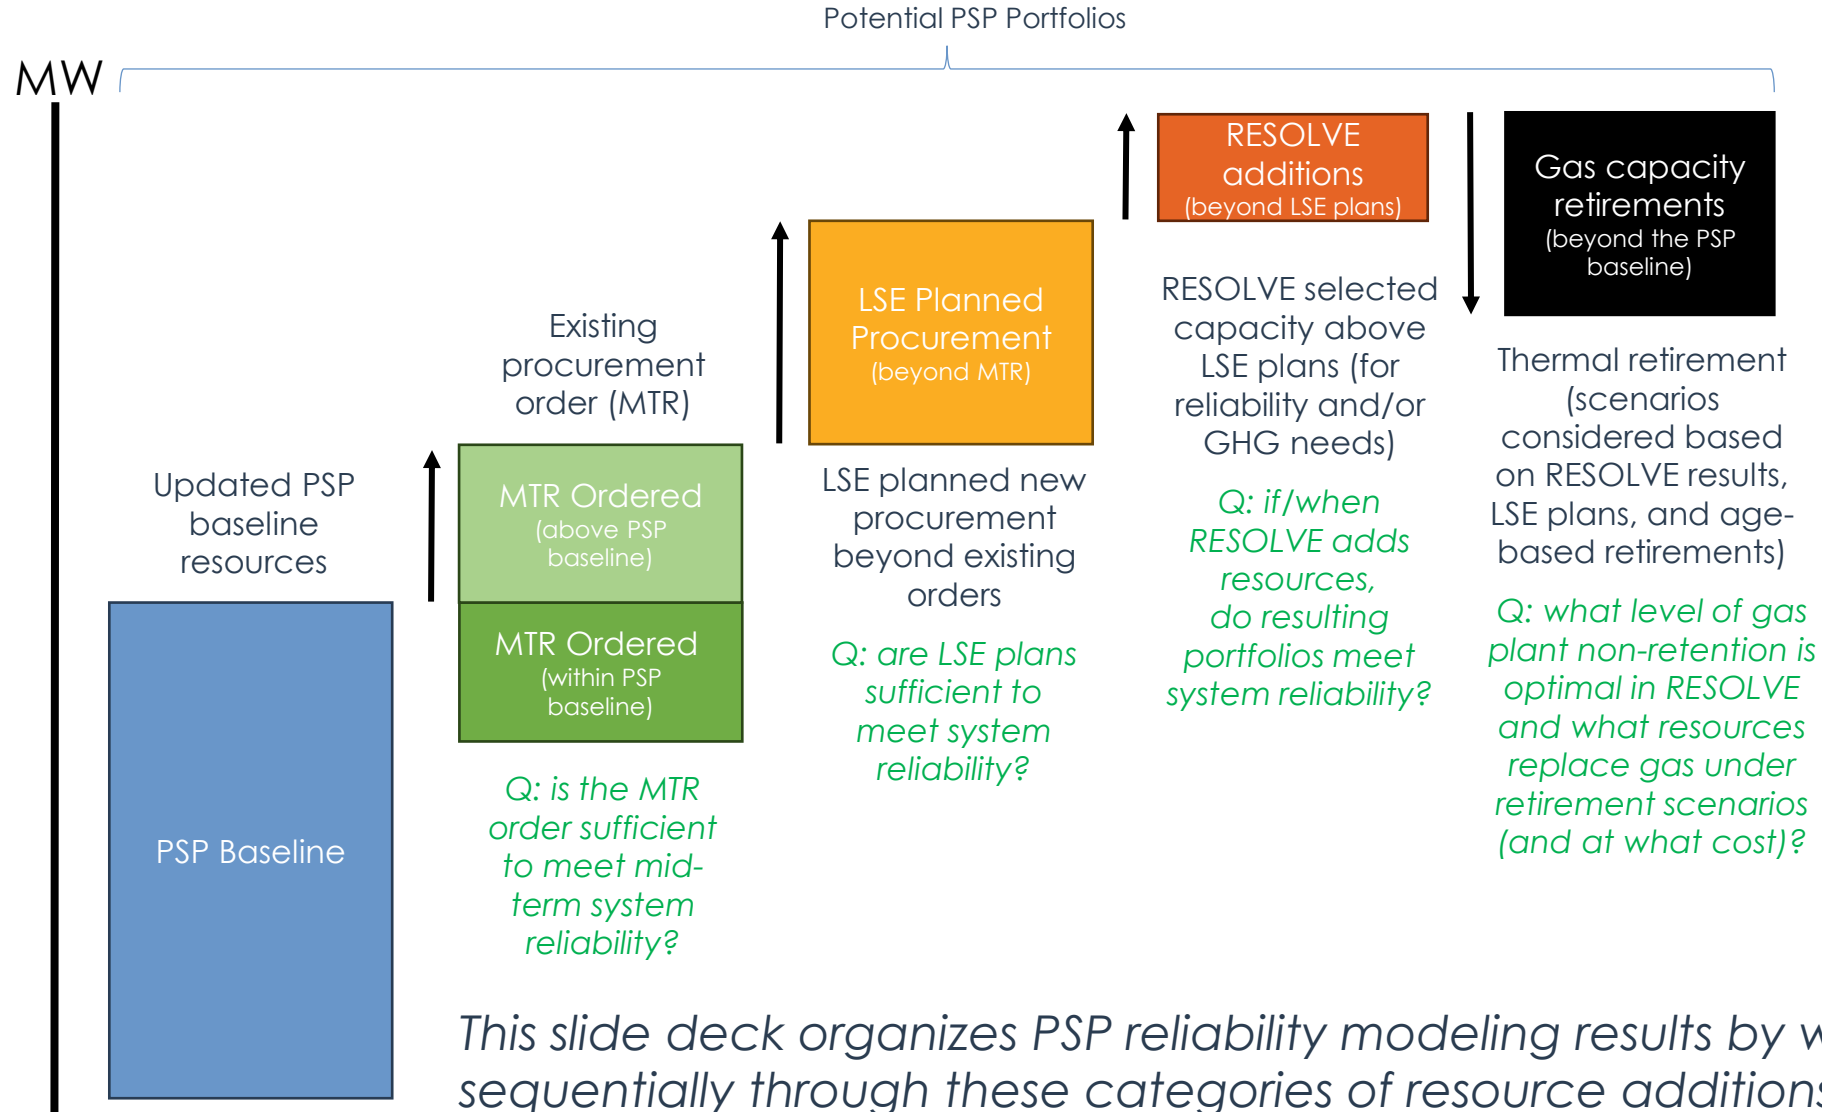 Potential PSP Portfolios
MW
Updated PSP
baseline
resources
PSP Baseline
Existing
procurement
order (MTR)
MTR Ordered
(above PSP
baseline)
MTR Ordered
(within PSP
baseline)
Q: is the MTR
order sufficient
to meet mid-
term system
reliability?
LSE Planned
Procurement
(beyond MTR)
LSE planned new
procurement
beyond existing
orders
Q: are LSE plans
sufficient to
meet system
reliability?
RESOLVE
additions
(beyond LSE plans)
RESOLVE selected
capacity above
LSE plans (for
reliability and/or
GHG needs)
Q: if/when
RESOLVE adds
resources,
do resulting
portfolios meet
system reliability?
Gas capacity
retirements
(beyond the PSP
baseline)
Thermal retirement
(scenarios
considered based
on RESOLVE results,
LSE plans, and age-
based retirements)
Q: what level of gas
plant non-retention is
optimal in RESOLVE
and what resources
replace gas under
retirement scenarios
(and at what cost)?
This slide deck organizes PSP reliability modeling results by
sequentially through these categories of resource additions